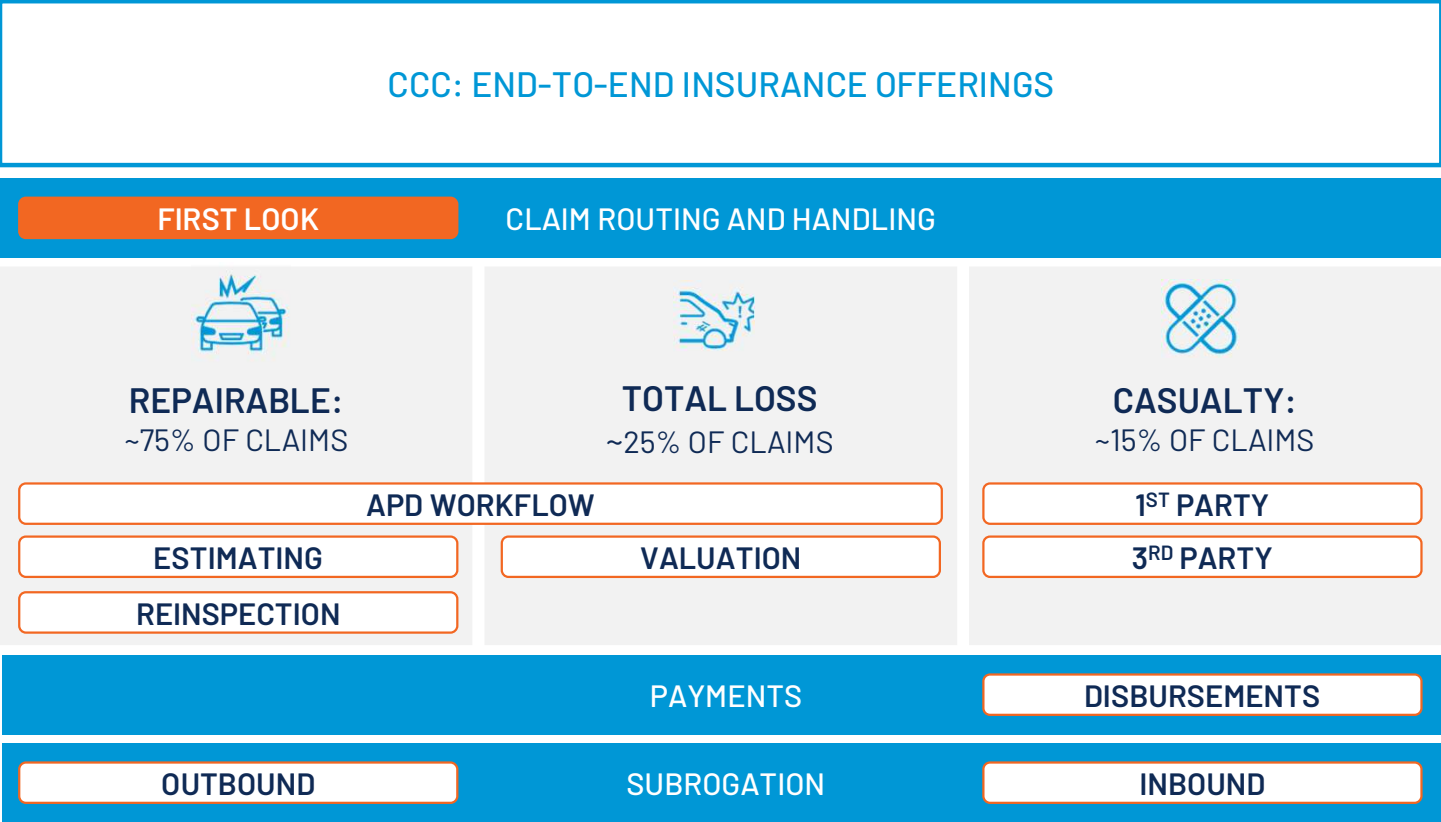 CCC: END-TO-END INSURANCE OFFERINGS
FIRST LOOK
CLAIM ROUTING AND HANDLING
REPAIRABLE:
~75% OF CLAIMS
TOTAL LOSS
~25% OF CLAIMS
CASUALTY:
~15% OF CLAIMS
APD WORKFLOW
1ST PARTY
ESTIMATING
VALUATION
3RD PARTY
REINSPECTION
PAYMENTS
DISBURSEMENTS
OUTBOUND
SUBROGATION
INBOUND